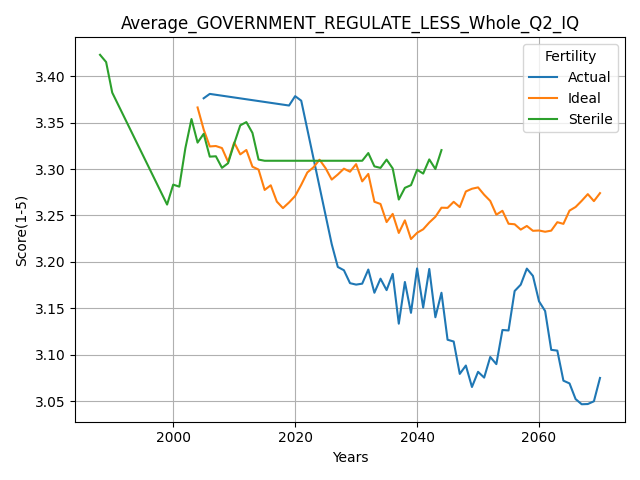 Average_GOVERNMENT_REGULATE_LESS_Whole_Q2_IQ
Fertility
Actual
Ideal
Sterile
Score(1-5)
3.40
3.35
3.30
3.25
3.20
3.15
3.10
3.05
2000 2020 2040 2060
Years